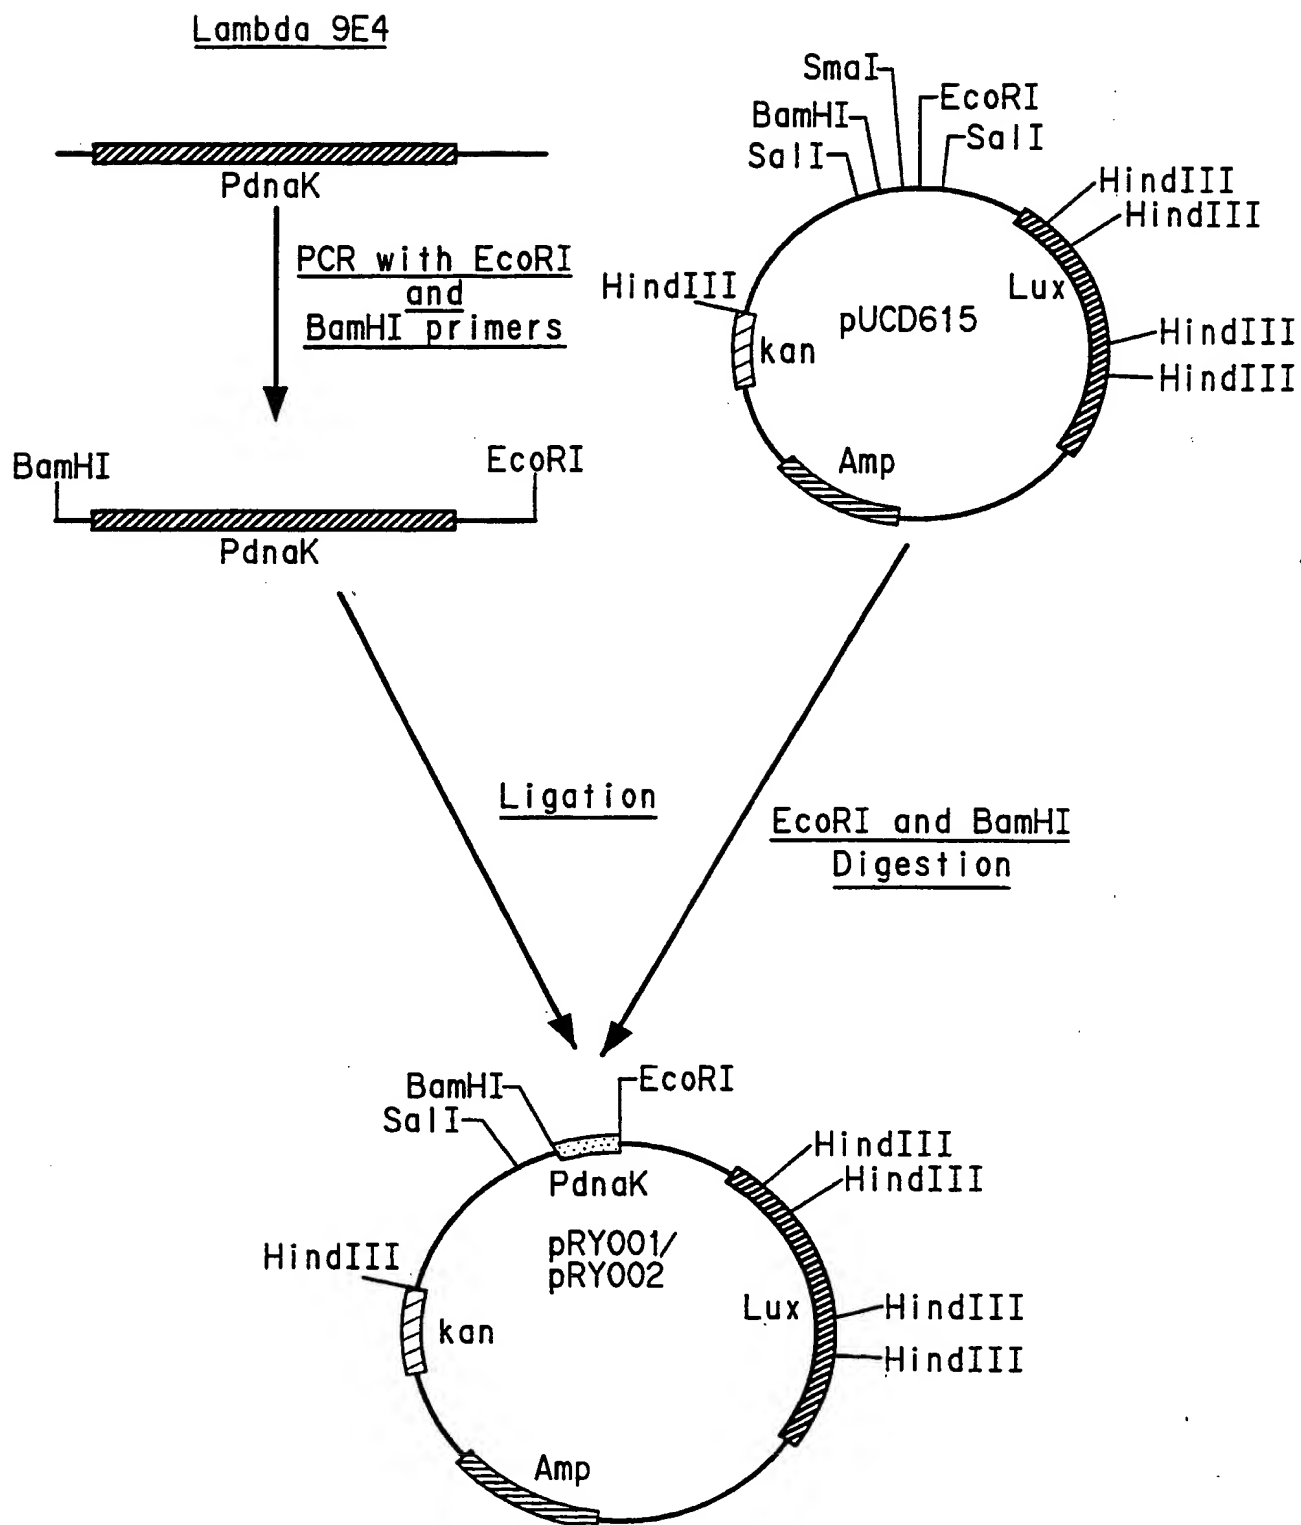 Lambda 9E4
PdnaK
PCR with EcoRI
and
BamHI primers
BamHI
EcoRI
PdnaK
SmaI
EcoRI
BamHI
SalI
SalI
HindIII
HindIII
HindIII
Lux
pUCD615
kan
HindIII
HindIII
Amp
Ligation
EcoRI and BamHI
Digestion
BamHI
EcoRI
SalI
PdnaK
HindIII
HindIII
pRY001/
pRY002
HindIII
Lux
kan
HindIII
HindIII
Amp